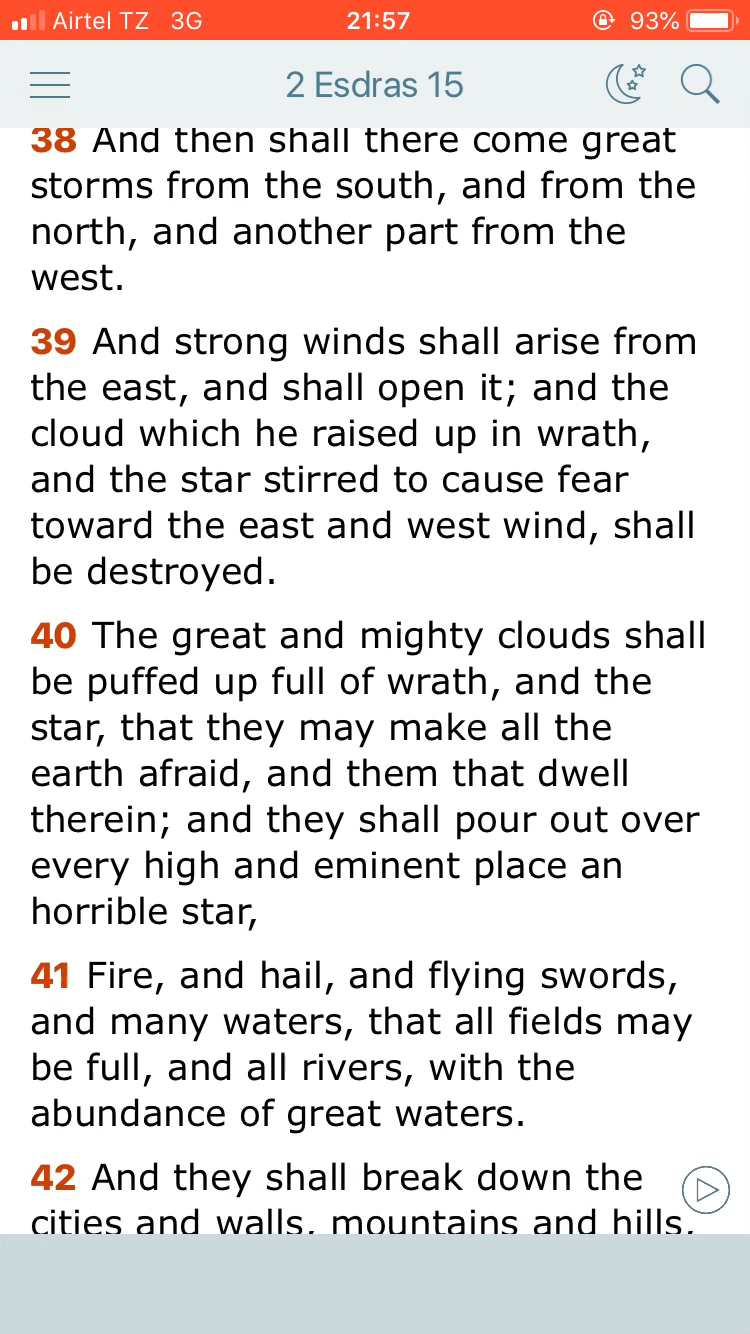 Airtel TZ 3G 21:57 93%
2 Esdras 15
38 And then shall there come great
storms from the south, and from the
north, and another part from the
west.
39 And strong winds shall arise from
the east, and shall open it; and the
cloud which he raised up in wrath,
and the star stirred to cause fear
toward the east and west wind, shall
be destroyed.
40 The great and mighty clouds shall
be puffed up full of wrath, and the
star, that they may make all the
earth afraid, and them that dwell
therein; and they shall pour out over
every high and eminent place an
horrible star,
41 Fire, and hail, and flying swords,
and many waters, that all fields may
be full, and all rivers, with the
abundance of great waters.
42 And they shall break down the
cities and walls, mountains and hills,